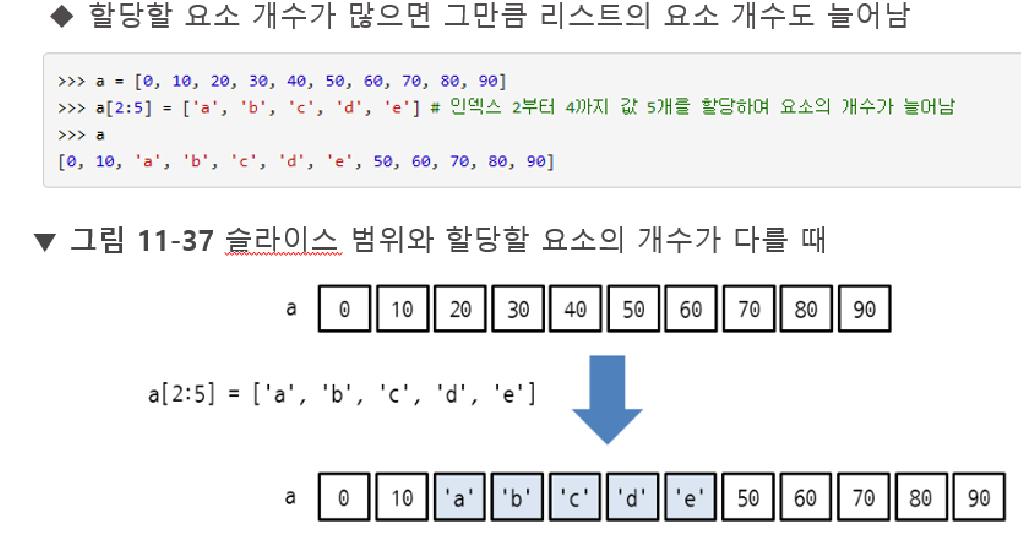 ◆ 할당할 요소 개수가 많으면 그만큼 리스트의 요소 개수도 늘어남
>>> a = [0, 10, 20, 30, 40, 50, 60, 70, 80, 90]
>>> a[2:5] = ['a', 'b', 'c', 'd', 'e'] # 인덱스 2부터 4까지 값 5개를 할당하여 요소의 개수가 늘어남
>>> a
[0, 10, 'a', 'b', 'c', 'd', 'e', 50, 60, 70, 80, 90]
▼ 그림 11-37 슬라이스 범위와 할당할 요소의 개수가 다를 때
a 0 10 20 30 40 50 60 70 80 90
a[2:5] = ['a', 'b', 'c', 'd', 'e']
a 0 10 'a' 'b' 'c' 'd' 'e' 50 60 70 80 90